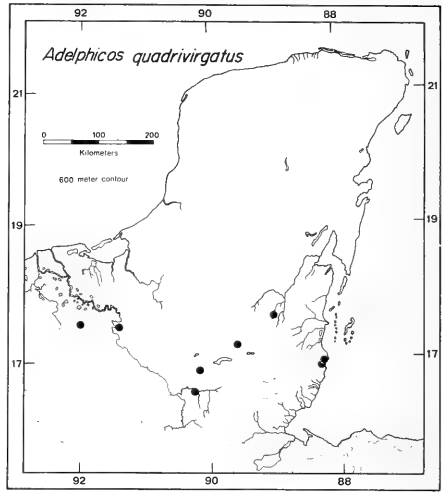 92 90 88
Adelphicos quadrivirgatus
21 21
0 100 200
Kilometers
600 meter contour
19 19
17 17
92 90 88